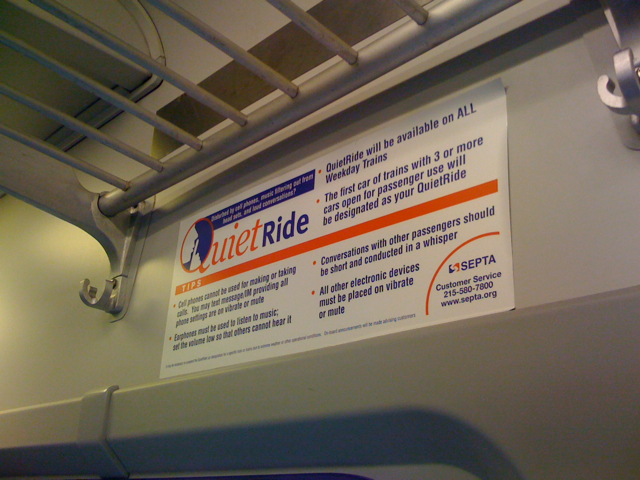 Disturbed by cell phones, music filtering out from
head sets, and loud conversations?
QuietRide
• QuietRide will be available on ALL
Weekday Trains
• The first car of trains with 3 or more
cars open for passenger use will
be designated as your QuietRide
TIPS
• Cell phones cannot be used for making or taking
calls. You may text message/IM providing all
phone settings are on vibrate or mute
• Earphones must be used to listen to music;
set the volume low so that others cannot hear it
• Conversations with other passengers should
be short and conducted in a whisper
• All other electronic devices
must be placed on vibrate
or mute
SEPTA
Customer Service
215-580-7800
www.septa.org